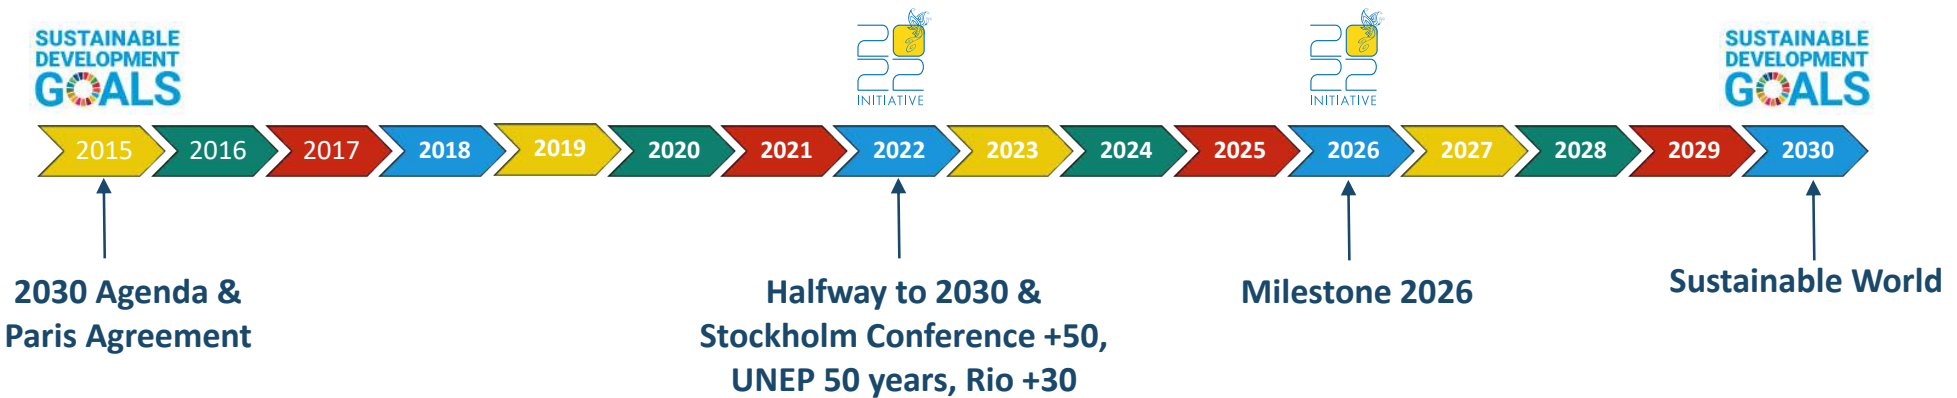 SUSTAINABLE
DEVELOPMENT
GOALS
2022
INITIATIVE
2022
INITIATIVE
SUSTAINABLE
DEVELOPMENT
GOALS
2015 2016 2017 2018 2019 2020 2021 2022 2023 2024 2025 2026 2027 2028 2029 2030
2030 Agenda &
Paris Agreement
Halfway to 2030 &
Stockholm Conference +50,
UNEP 50 years, Rio +30
Milestone 2026
Sustainable World